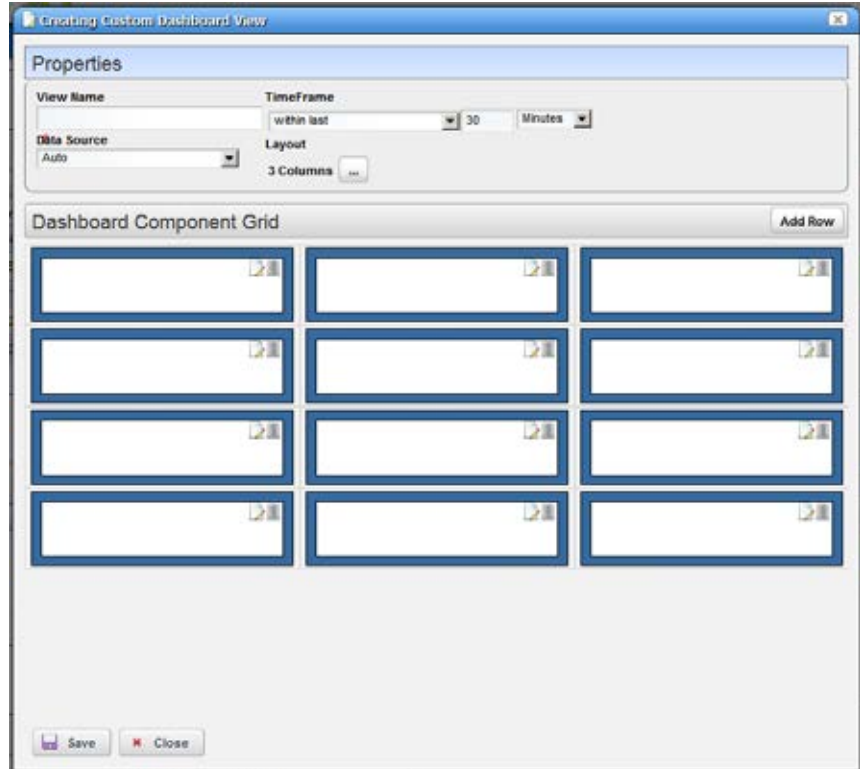 Creating Custom Dashboard View
Properties
View Name
TimeFrame
within last
30
Minutes
Data Source
Auto
Layout
3 Columns
...
Dashboard Component Grid
Add Row
Save
Close